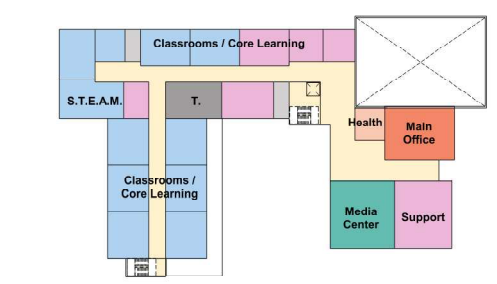 Classrooms / Core Learning
S.T.E.A.M.
T.
Health
Main
Office
Classrooms /
Core Learning
Media
Center
Support